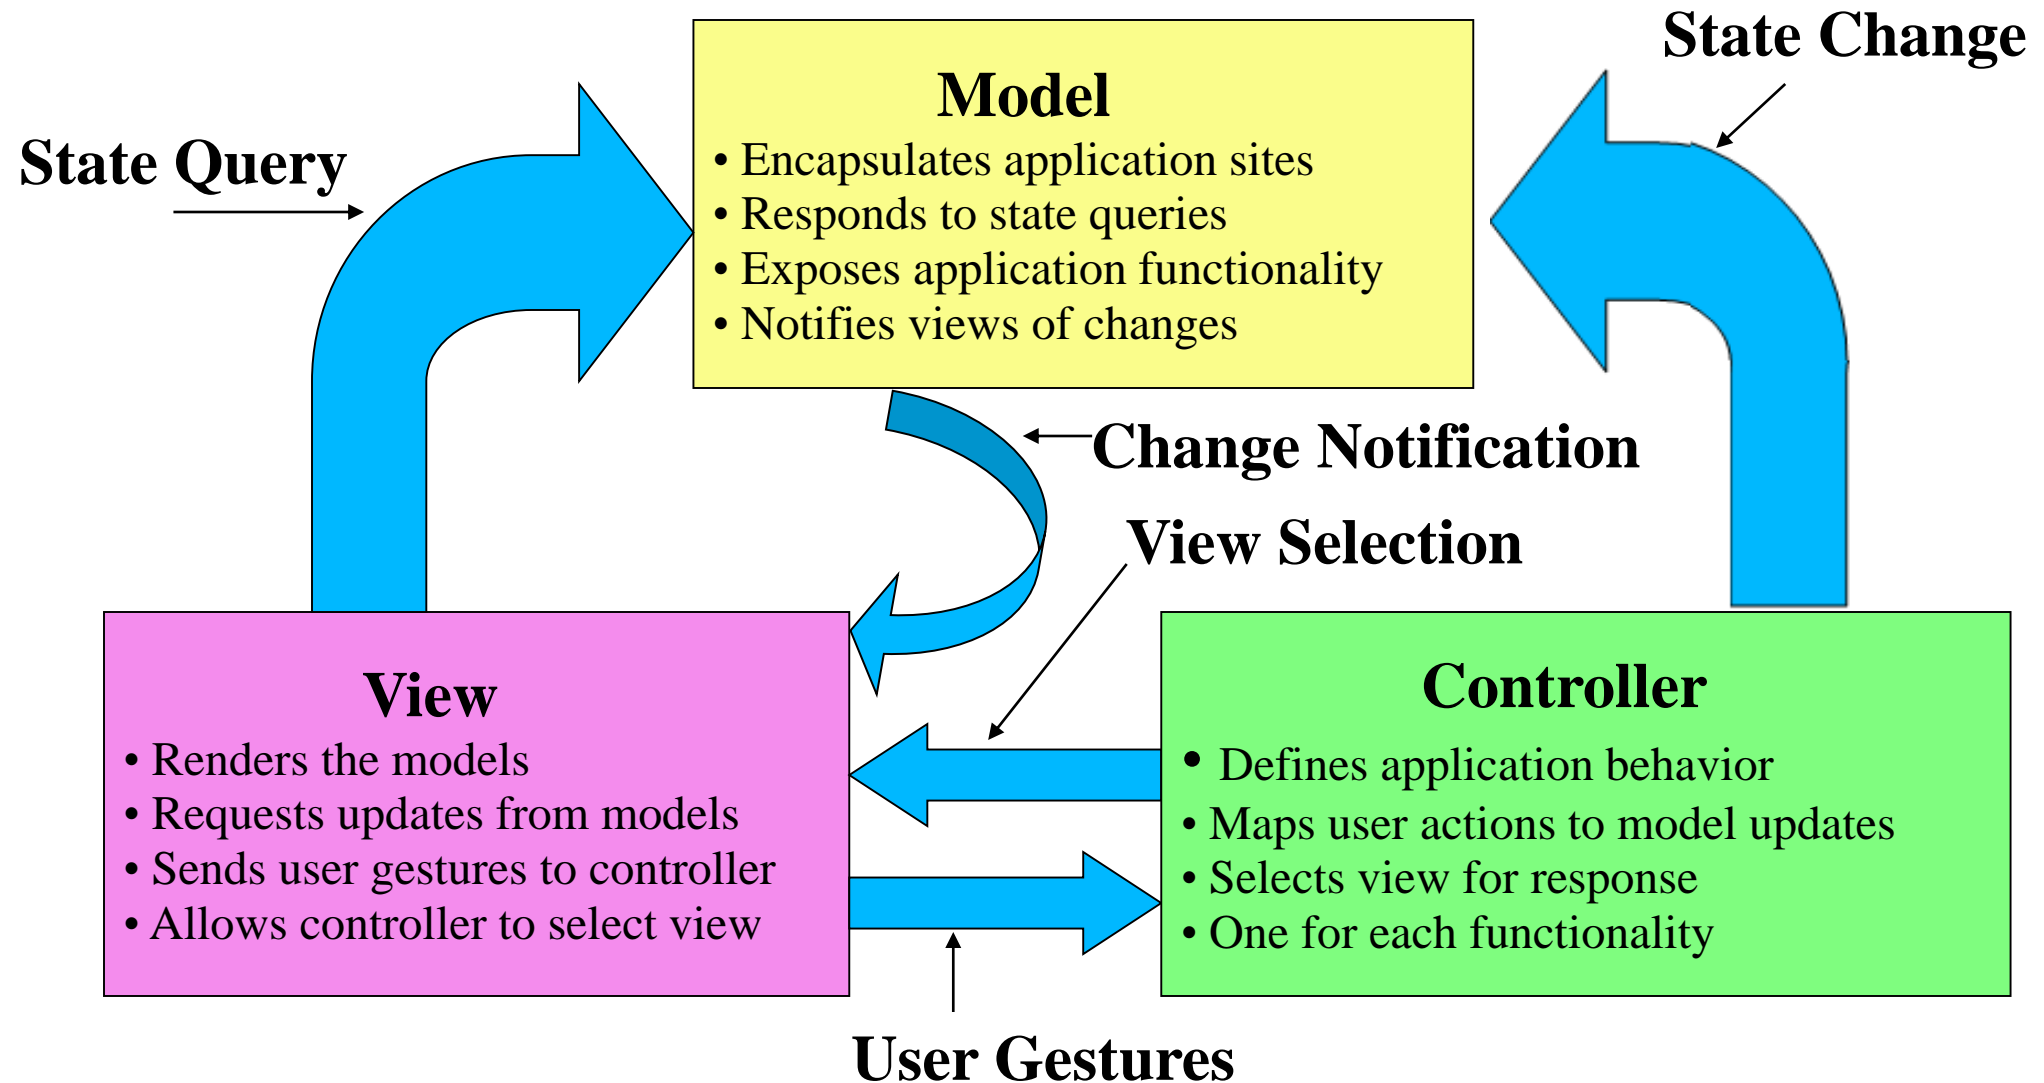 State Change
Model
State Query
• Encapsulates application sites
• Responds to state queries
• Exposes application functionality
• Notifies views of changes
Change Notification
View Selection
View
• Renders the models
• Requests updates from models
• Sends user gestures to controller
• Allows controller to select view
Controller
• Defines application behavior
• Maps user actions to model updates
• Selects view for response
• One for each functionality
User Gestures